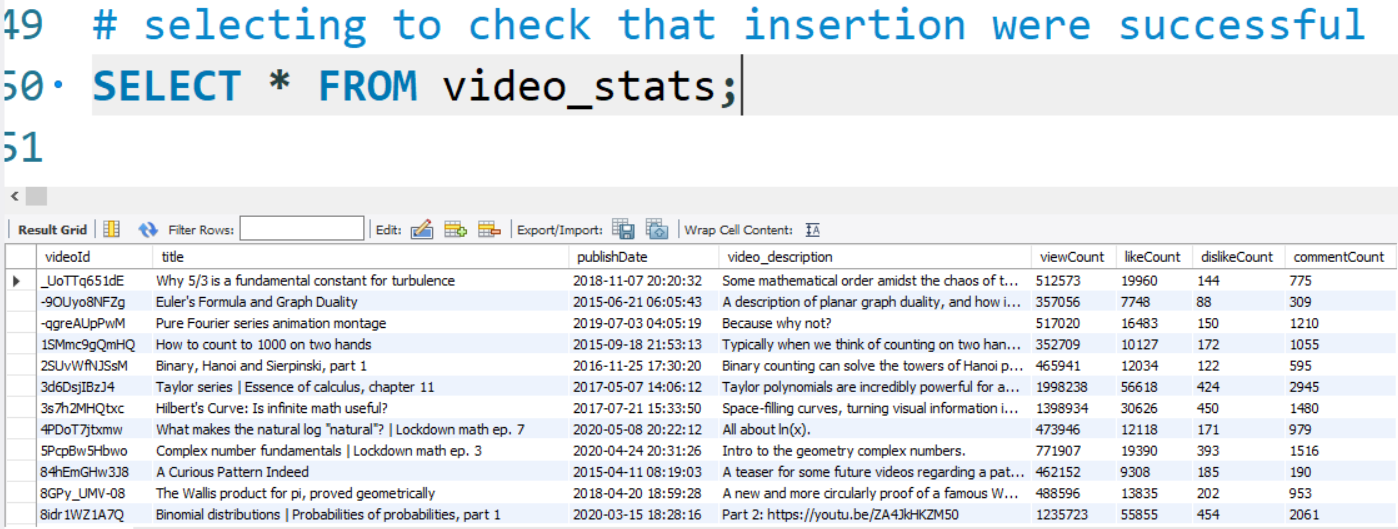 49 # selecting to check that insertion were successful
50 SELECT * FROM video_stats;
51
Result Grid Filter Rows: Edit: Export/Import: Wrap Cell Content:
videoId title publishDate video_description viewCount likeCount dislikeCount commentCount
_UoTTq651dE Why 5/3 is a fundamental constant for turbulence 2018-11-07 20:20:32 Some mathematical order amidst the chaos of t... 512573 19960 144 775
-9OUyo8NFZg Euler's Formula and Graph Duality 2015-06-21 06:05:43 A description of planar graph duality, and how i... 357056 7748 88 309
-qgreAUpPwM Pure Fourier series animation montage 2019-07-03 04:05:19 Because why not? 517020 16483 150 1210
1SMmc9gQmHQ How to count to 1000 on two hands 2015-09-18 21:53:13 Typically when we think of counting on two han... 352709 10127 172 1055
2SUvWfNJSsM Binary, Hanoi and Sierpinski, part 1 2016-11-25 17:30:20 Binary counting can solve the towers of Hanoi p... 465941 12034 122 595
3d6DsjIBzJ4 Taylor series | Essence of calculus, chapter 11 2017-05-07 14:06:12 Taylor polynomials are incredibly powerful for a... 1998238 56618 424 2945
3s7h2MHQtxc Hilbert's Curve: Is infinite math useful? 2017-07-21 15:33:50 Space-filling curves, turning visual information i... 1398934 30626 450 1480
4PDoT7jtxmw What makes the natural log "natural"? | Lockdown math ep. 7 2020-05-08 20:22:12 All about ln(x). 473946 12118 171 979
5PcpBw5Hbwo Complex number fundamentals | Lockdown math ep. 3 2020-04-24 20:31:26 Intro to the geometry complex numbers. 771907 19390 393 1516
84hEmGHw3J8 A Curious Pattern Indeed 2015-04-11 08:19:03 A teaser for some future videos regarding a pat... 462152 9308 185 190
8GPy_UMV-08 The Wallis product for pi, proved geometrically 2018-04-20 18:59:28 A new and more circularly proof of a famous W... 488596 13835 202 953
8idr1WZ1A7Q Binomial distributions | Probabilities of probabilities, part 1 2020-03-15 18:28:16 Part 2: https://youtu.be/ZA4JkHKZM50 1235723 55855 454 2061